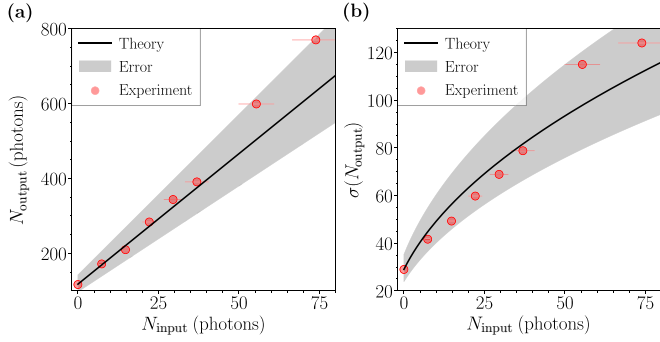 (a)
Theory
Error
Experiment
800
600
400
200
N_output (photons)
0
25
50
75
N_input (photons)
(b)
Theory
Error
Experiment
120
100
80
60
40
20
σ(N_output)
0
25
50
75
N_input (photons)